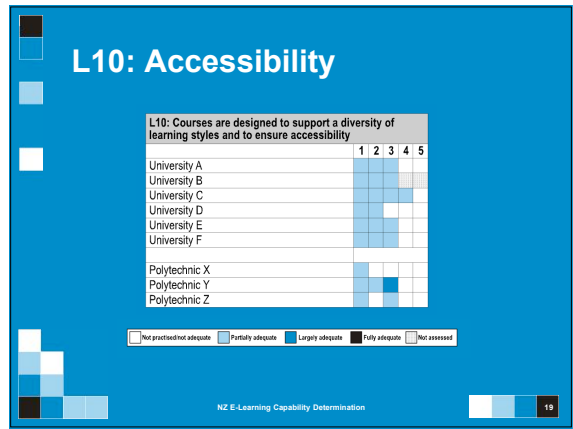 L10: Accessibility
L10: Courses are designed to support a diversity of
learning styles and to ensure accessibility
1 2 3 4 5
University A
University B
University C
University D
University E
University F
Polytechnic X
Polytechnic Y
Polytechnic Z
Not practised/not adequate Partially adequate Largely adequate Fully adequate Not assessed
NZ E-Learning Capability Determination
19